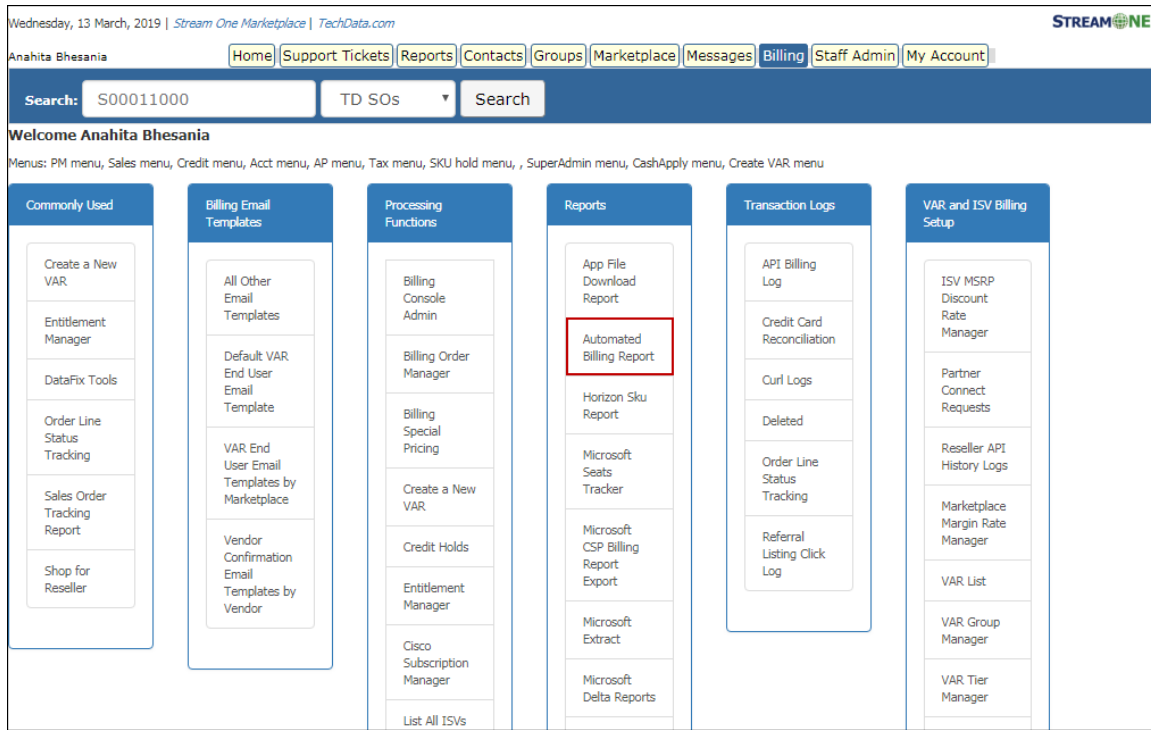 Wednesday, 13 March, 2019 | Stream One Marketplace | TechData.com
STREAMONE
Anahita Bhesania
Home Support Tickets Reports Contacts Groups Marketplace Messages Billing Staff Admin My Account
Search: S00011000 TD SOs Search
Welcome Anahita Bhesania
Menus: PM menu, Sales menu, Credit menu, Acct menu, AP menu, Tax menu, SKU hold menu, , SuperAdmin menu, CashApply menu, Create VAR menu
Commonly Used
Create a New
VAR
Entitlement
Manager
DataFix Tools
Order Line
Status
Tracking
Sales Order
Tracking
Report
Shop for
Reseller
Billing Email
Templates
All Other
Email
Templates
Default VAR
End User
Email
Template
VAR End
User Email
Templates by
Marketplace
Vendor
Confirmation
Email
Templates by
Vendor
Processing
Functions
Billing
Console
Admin
Billing Order
Manager
Billing
Special
Pricing
Create a New
VAR
Credit Holds
Entitlement
Manager
Cisco
Subscription
Manager
List All ISVs
Reports
App File
Download
Report
Automated
Billing Report
Horizon Sku
Report
Microsoft
Seats
Tracker
Microsoft
CSP Billing
Report
Export
Microsoft
Extract
Microsoft
Delta Reports
Transaction Logs
API Billing
Log
Credit Card
Reconciliation
Curl Logs
Deleted
Order Line
Status
Tracking
Referral
Listing Click
Log
VAR and ISV Billing
Setup
ISV MSRP
Discount
Rate
Manager
Partner
Connect
Requests
Reseller API
History Logs
Marketplace
Margin Rate
Manager
VAR List
VAR Group
Manager
VAR Tier
Manager